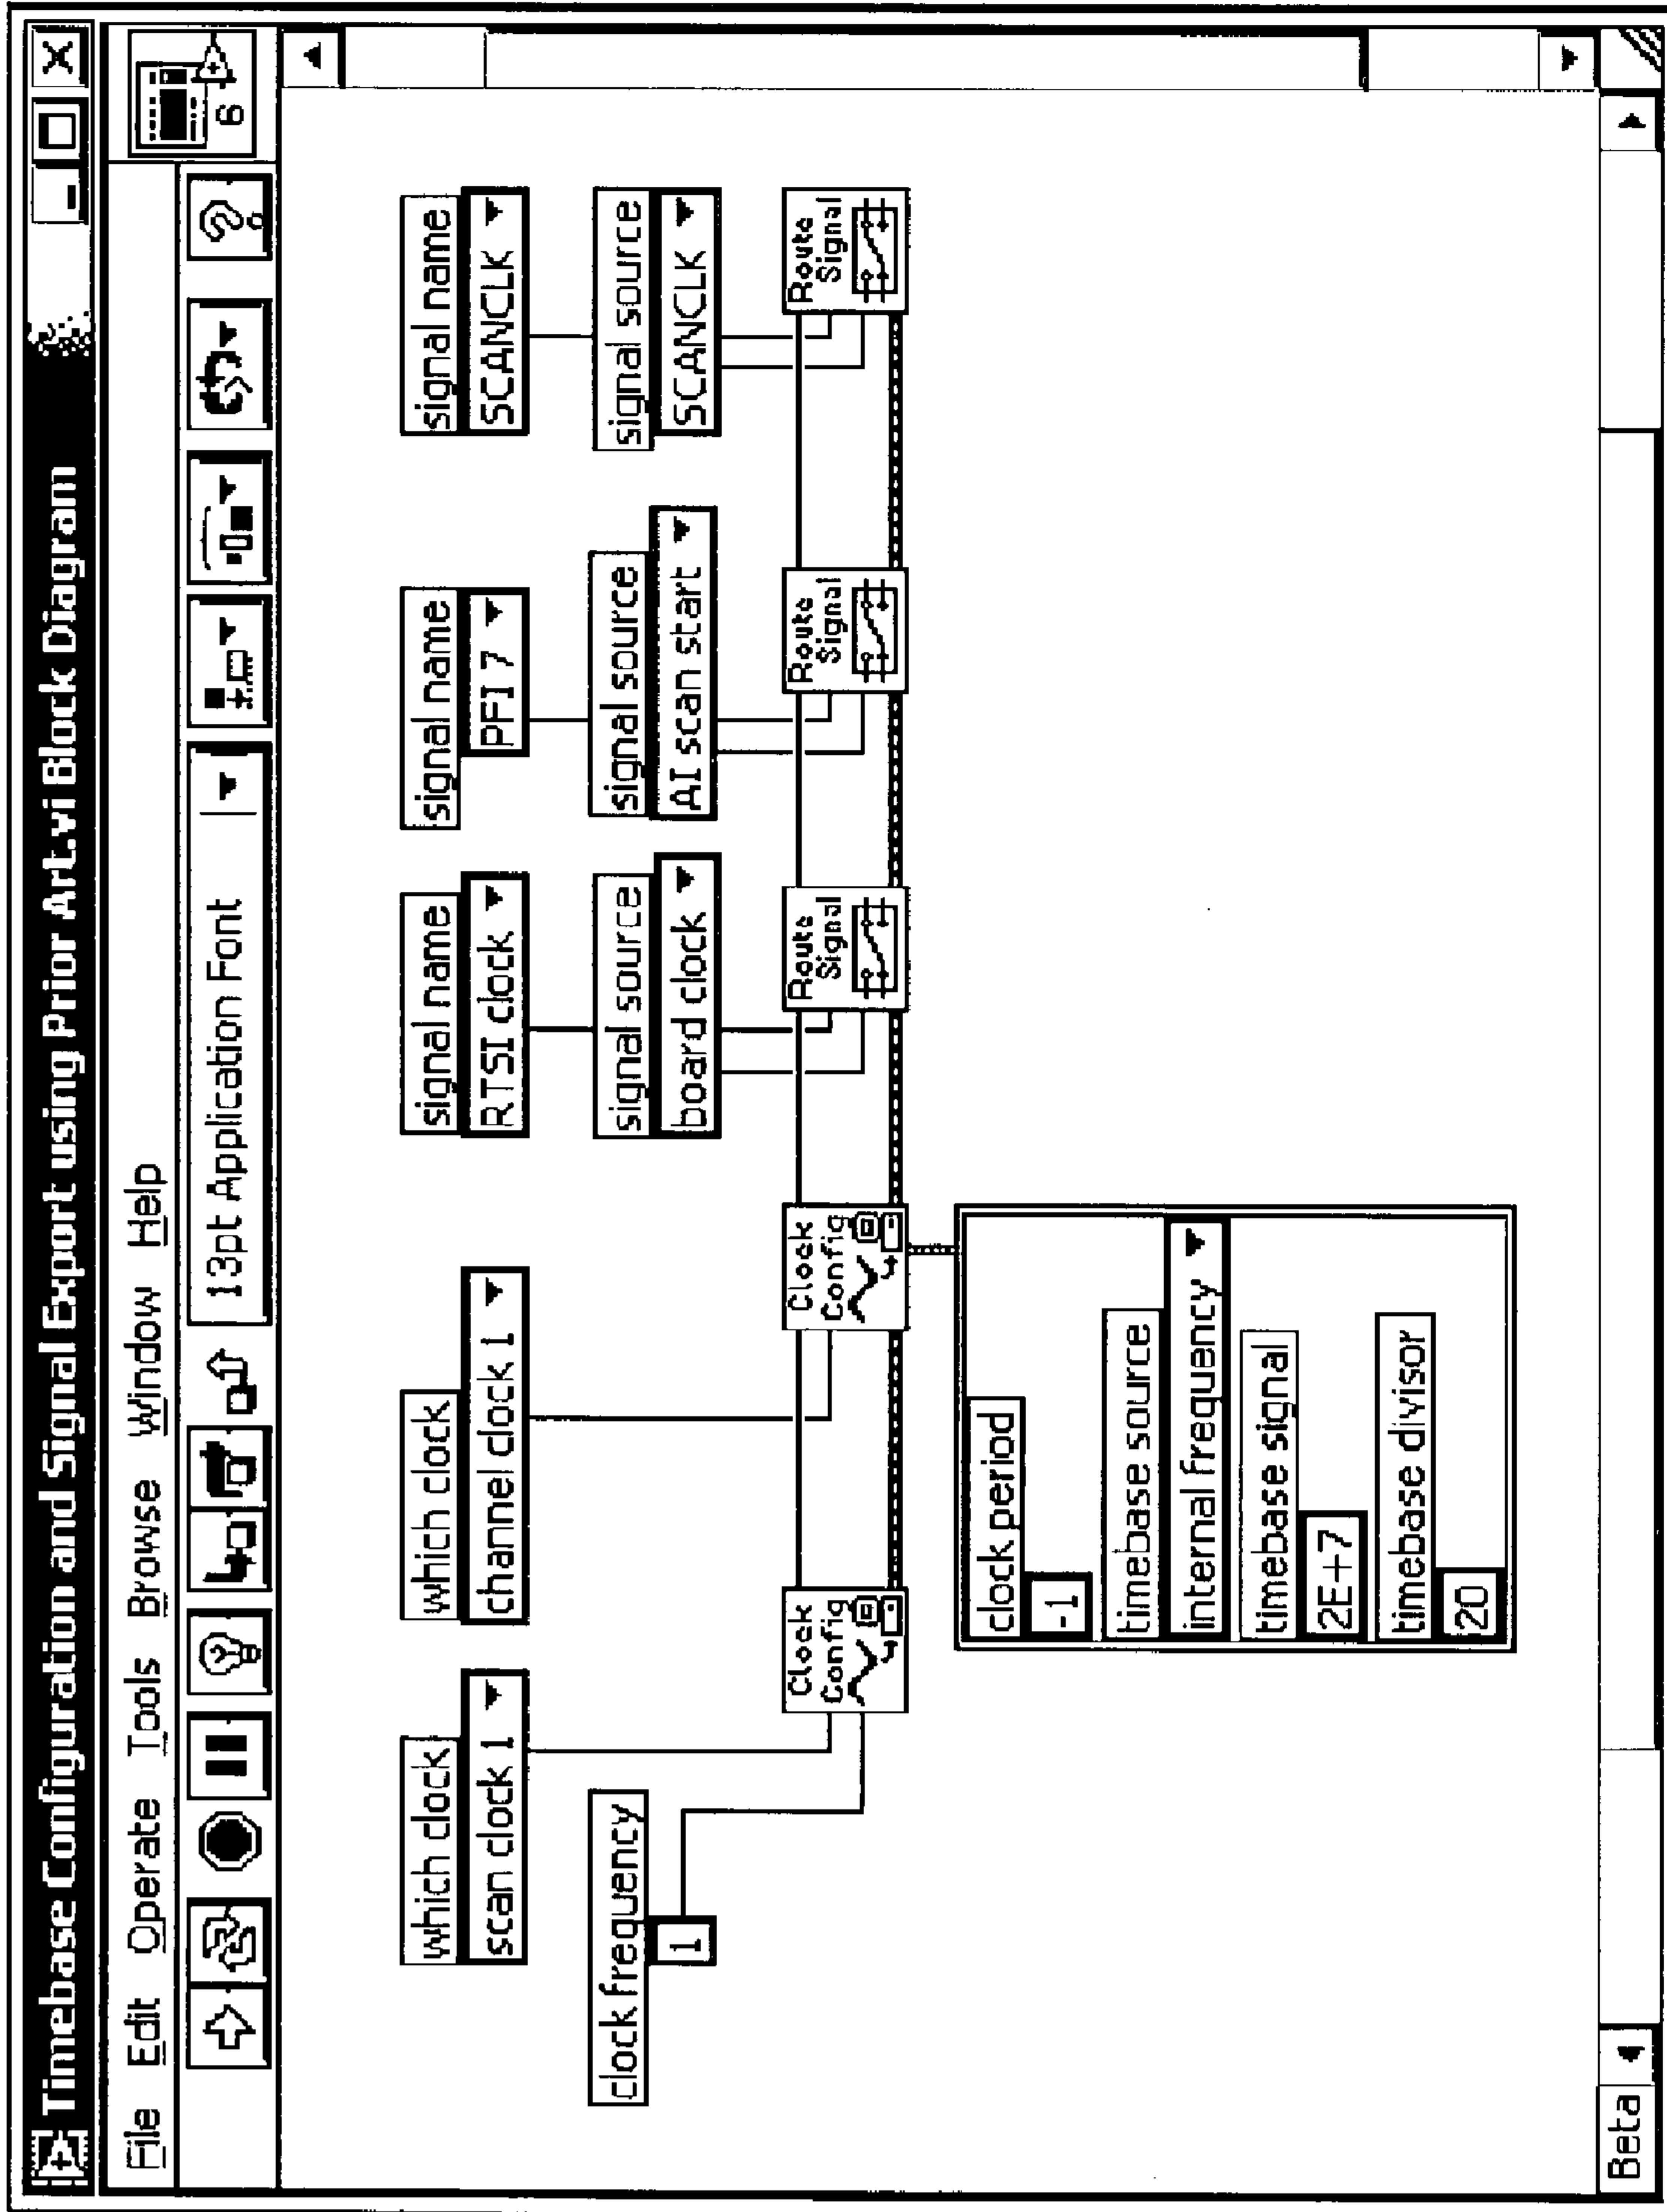 Timebase Configuration and Signal Export using Prior Art.vi Block Diagram
File Edit Operate Tools Browse Window Help
13pt Application Font
6
which clock
scan clock 1
which clock
channel clock 1
signal name
RTSI clock
signal name
PFI 7
signal name
SCANCLK
clock frequency
1
signal source
board clock
signal source
AI scan start
signal source
SCANCLK
Clock
Config
Clock
Config
Route
Signal
Route
Signal
Route
Signal
clock period
-1
timebase source
internal frequency
timebase signal
2E+7
timebase divisor
20
Beta